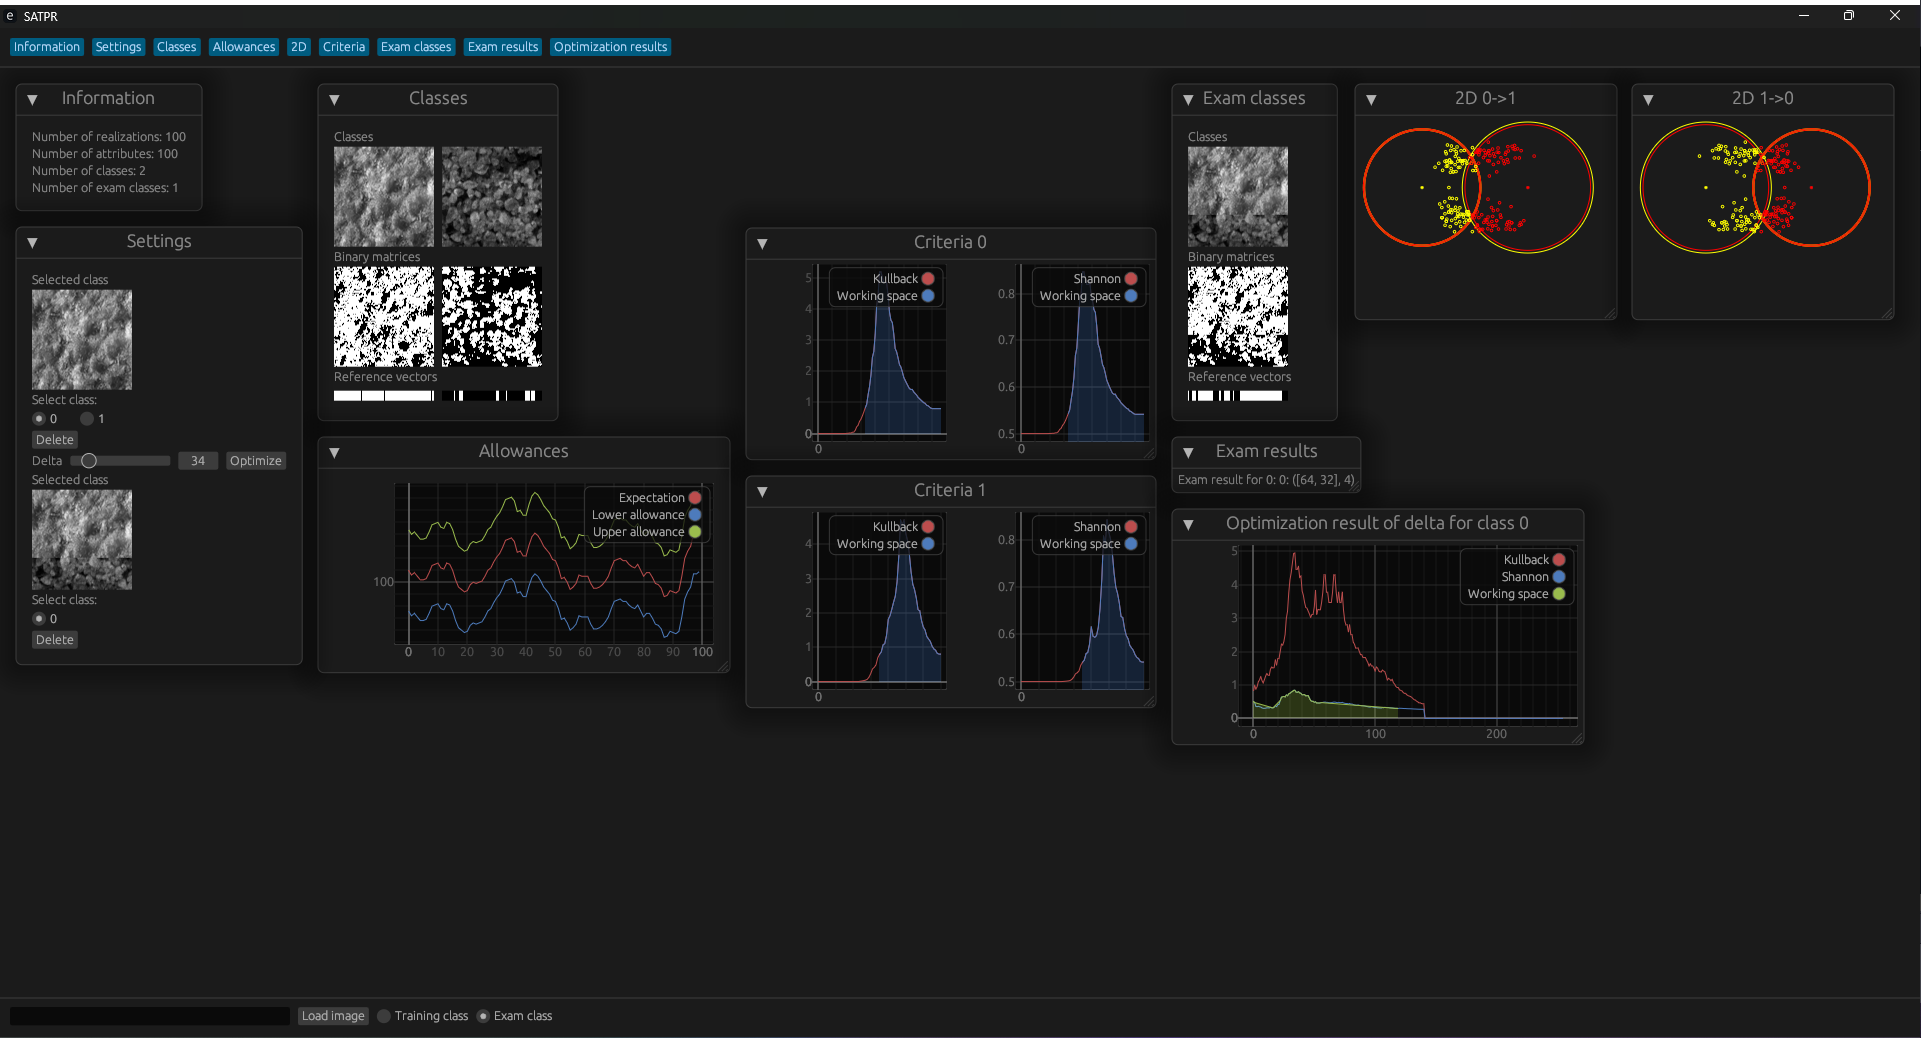 SATPR
Information Settings Classes Allowances 2D Criteria Exam classes Exam results Optimization results
Information
Number of realizations: 100
Number of attributes: 100
Number of classes: 2
Number of exam classes: 1
Settings
Selected class
Select class:
0 1
Delete
Delta 34 Optimize
Selected class
Select class:
0
Delete
Classes
Classes
Binary matrices
Reference vectors
Allowances
Expectation
Lower allowance
Upper allowance
100
0 10 20 30 40 50 60 70 80 90 100
Criteria 0
Kullback
Working space
5
4
3
2
1
0
0
Shannon
Working space
0.8
0.7
0.6
0.5
0
Criteria 1
Kullback
Working space
4
3
2
1
0
0
Shannon
Working space
0.8
0.7
0.6
0.5
0
Exam classes
Classes
Binary matrices
Reference vectors
Exam results
Exam result for 0: 0: ([64, 32], 4)
Optimization result of delta for class 0
Kullback
Shannon
Working space
5
4
3
2
1
0
0 100 200
2D 0->1
2D 1->0
Load image Training class Exam class